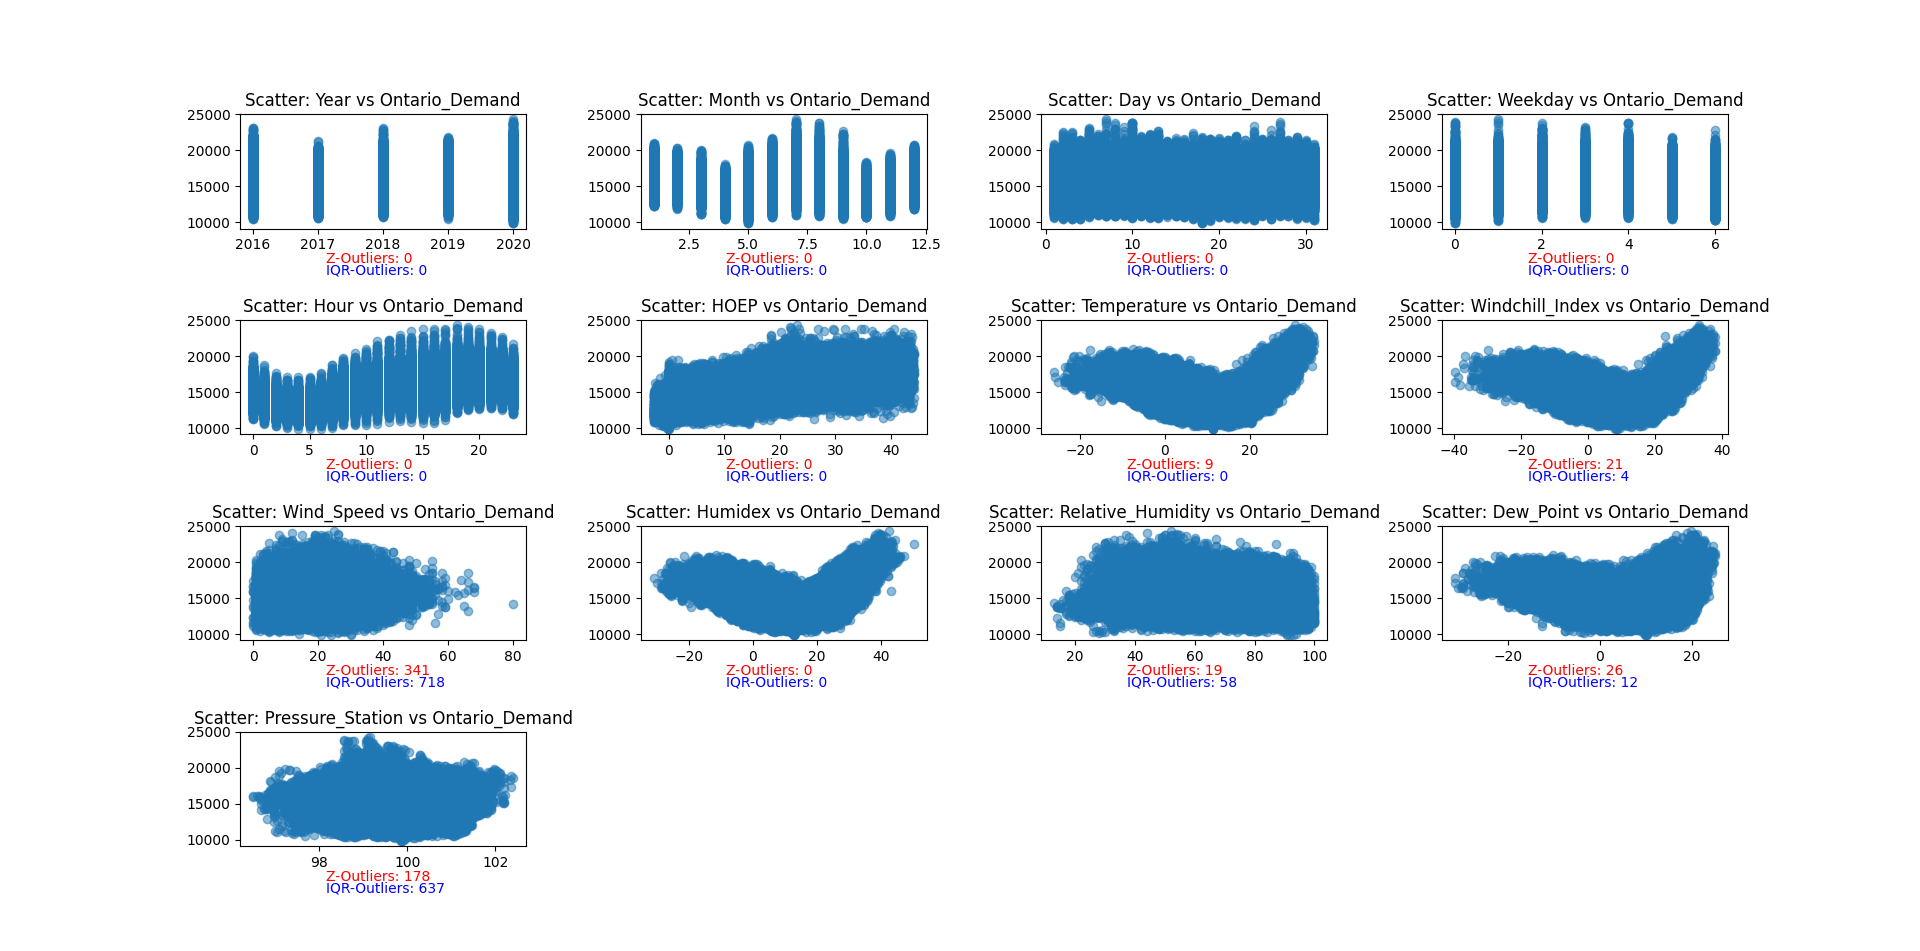 Scatter: Year vs Ontario_Demand
25000
20000
15000
10000
2016 2017 2018 2019 2020
Z-Outliers: 0
IQR-Outliers: 0
Scatter: Month vs Ontario_Demand
25000
20000
15000
10000
2.5 5.0 7.5 10.0 12.5
Z-Outliers: 0
IQR-Outliers: 0
Scatter: Day vs Ontario_Demand
25000
20000
15000
10000
0 10 20 30
Z-Outliers: 0
IQR-Outliers: 0
Scatter: Weekday vs Ontario_Demand
25000
20000
15000
10000
0 2 4 6
Z-Outliers: 0
IQR-Outliers: 0
Scatter: Hour vs Ontario_Demand
25000
20000
15000
10000
0 5 10 15 20
Z-Outliers: 0
IQR-Outliers: 0
Scatter: HOEP vs Ontario_Demand
25000
20000
15000
10000
0 10 20 30 40
Z-Outliers: 0
IQR-Outliers: 0
Scatter: Temperature vs Ontario_Demand
25000
20000
15000
10000
−20 0 20
Z-Outliers: 9
IQR-Outliers: 0
Scatter: Windchill_Index vs Ontario_Demand
25000
20000
15000
10000
−40 −20 0 20 40
Z-Outliers: 21
IQR-Outliers: 4
Scatter: Wind_Speed vs Ontario_Demand
25000
20000
15000
10000
0 20 40 60 80
Z-Outliers: 341
IQR-Outliers: 718
Scatter: Humidex vs Ontario_Demand
25000
20000
15000
10000
−20 0 20 40
Z-Outliers: 0
IQR-Outliers: 0
Scatter: Relative_Humidity vs Ontario_Demand
25000
20000
15000
10000
20 40 60 80 100
Z-Outliers: 19
IQR-Outliers: 58
Scatter: Dew_Point vs Ontario_Demand
25000
20000
15000
10000
−20 0 20
Z-Outliers: 26
IQR-Outliers: 12
Scatter: Pressure_Station vs Ontario_Demand
25000
20000
15000
10000
98 100 102
Z-Outliers: 178
IQR-Outliers: 637